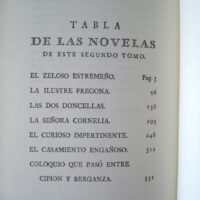 TABLA
DE LAS NOVELAS
DE ESTE SEGUNDO TOMO.
EL ZELOSO ESTREMEÑO. Pag. 3
LA ILUSTRE FREGONA. 56
LAS DOS DONCELLAS. 136
LA SEÑORA CORNELIA. 195
EL CURIOSO IMPERTINENTE. 248
EL CASAMIENTO ENGAÑOSO. 312
COLOQUIO QUE PASÓ ENTRE
CIPION Y BERGANZA. 331